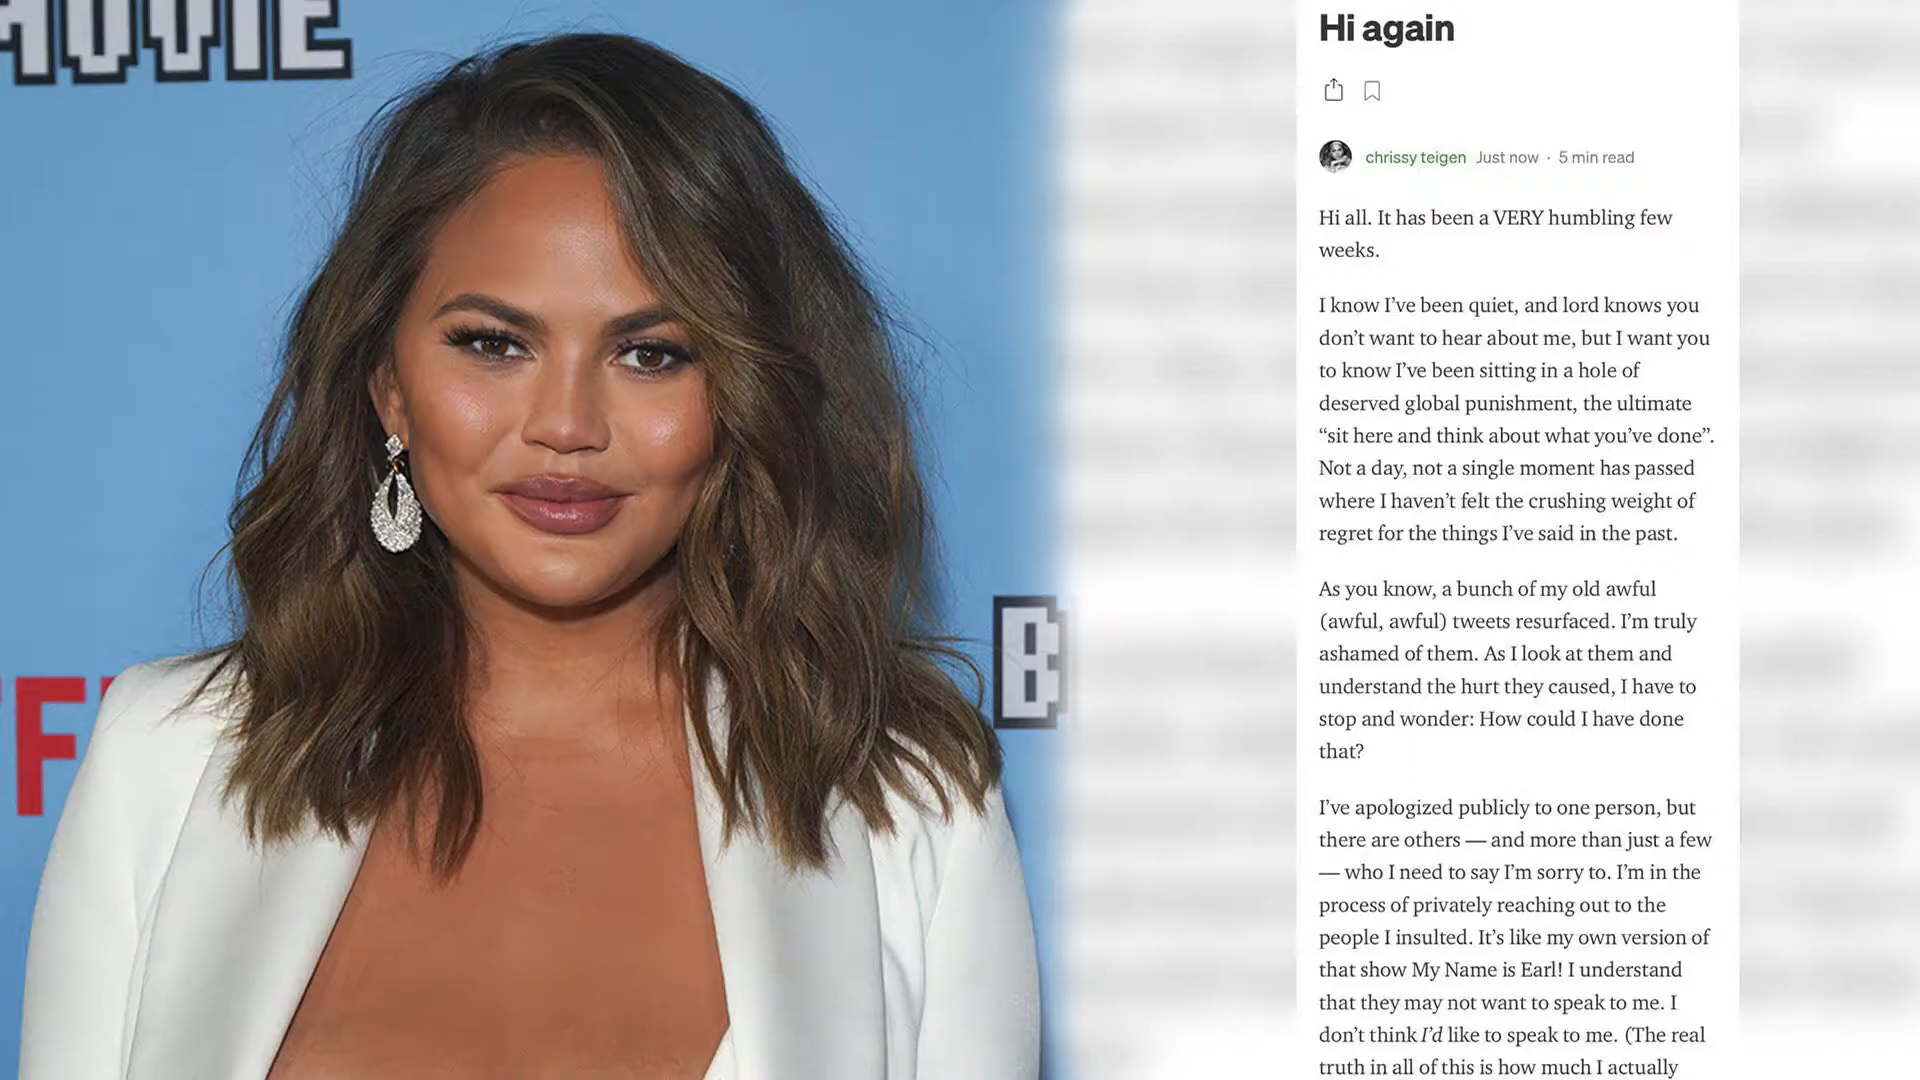 MOVIE
F
B
Hi again
chrissy teigen Just now · 5 min read
Hi all. It has been a VERY humbling few
weeks.
I know I’ve been quiet, and lord knows you
don’t want to hear about me, but I want you
to know I’ve been sitting in a hole of
deserved global punishment, the ultimate
“sit here and think about what you’ve done”.
Not a day, not a single moment has passed
where I haven’t felt the crushing weight of
regret for the things I’ve said in the past.
As you know, a bunch of my old awful
(awful, awful) tweets resurfaced. I’m truly
ashamed of them. As I look at them and
understand the hurt they caused, I have to
stop and wonder: How could I have done
that?
I’ve apologized publicly to one person, but
there are others — and more than just a few
— who I need to say I’m sorry to. I’m in the
process of privately reaching out to the
people I insulted. It’s like my own version of
that show My Name is Earl! I understand
that they may not want to speak to me. I
don’t think I’d like to speak to me. (The real
truth in all of this is how much I actually